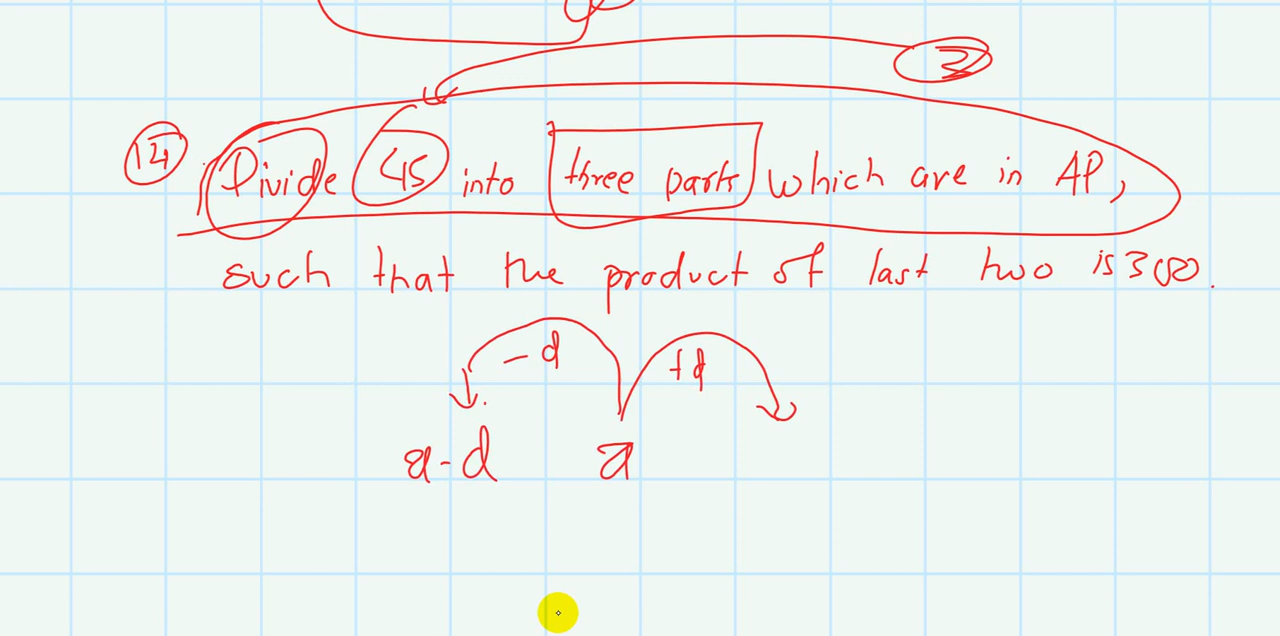 3
14 Divide 45 into three parts which are in AP,
such that the product of last two is 300.
- d +d
a-d a